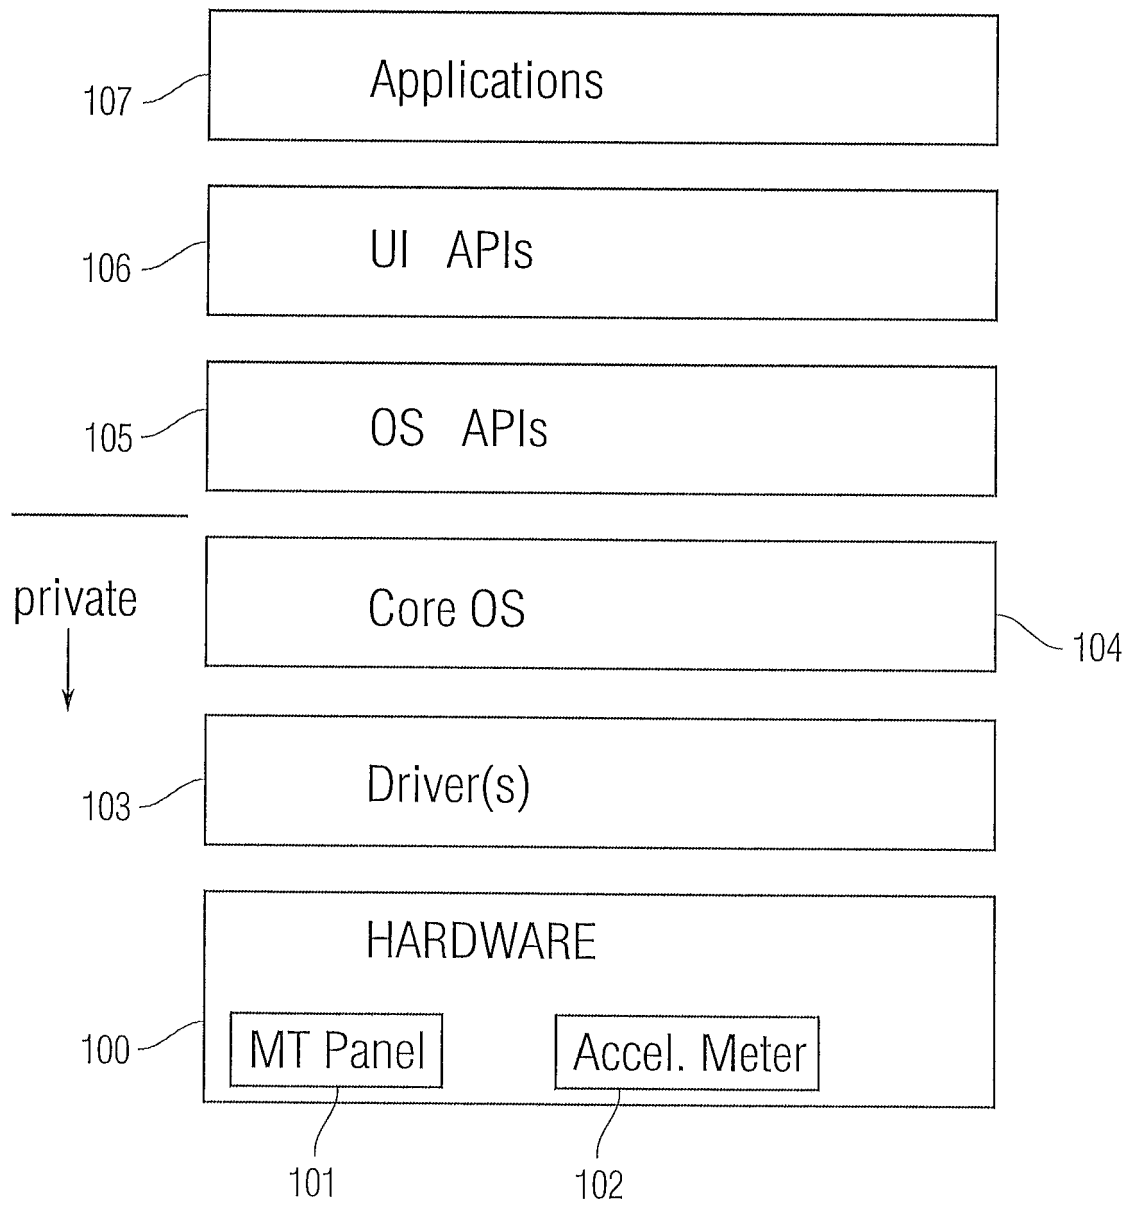 Applications
107
UI APIs
106
OS APIs
105
private
Core OS
104
Driver(s)
103
HARDWARE
100
MT Panel
Accel. Meter
101
102